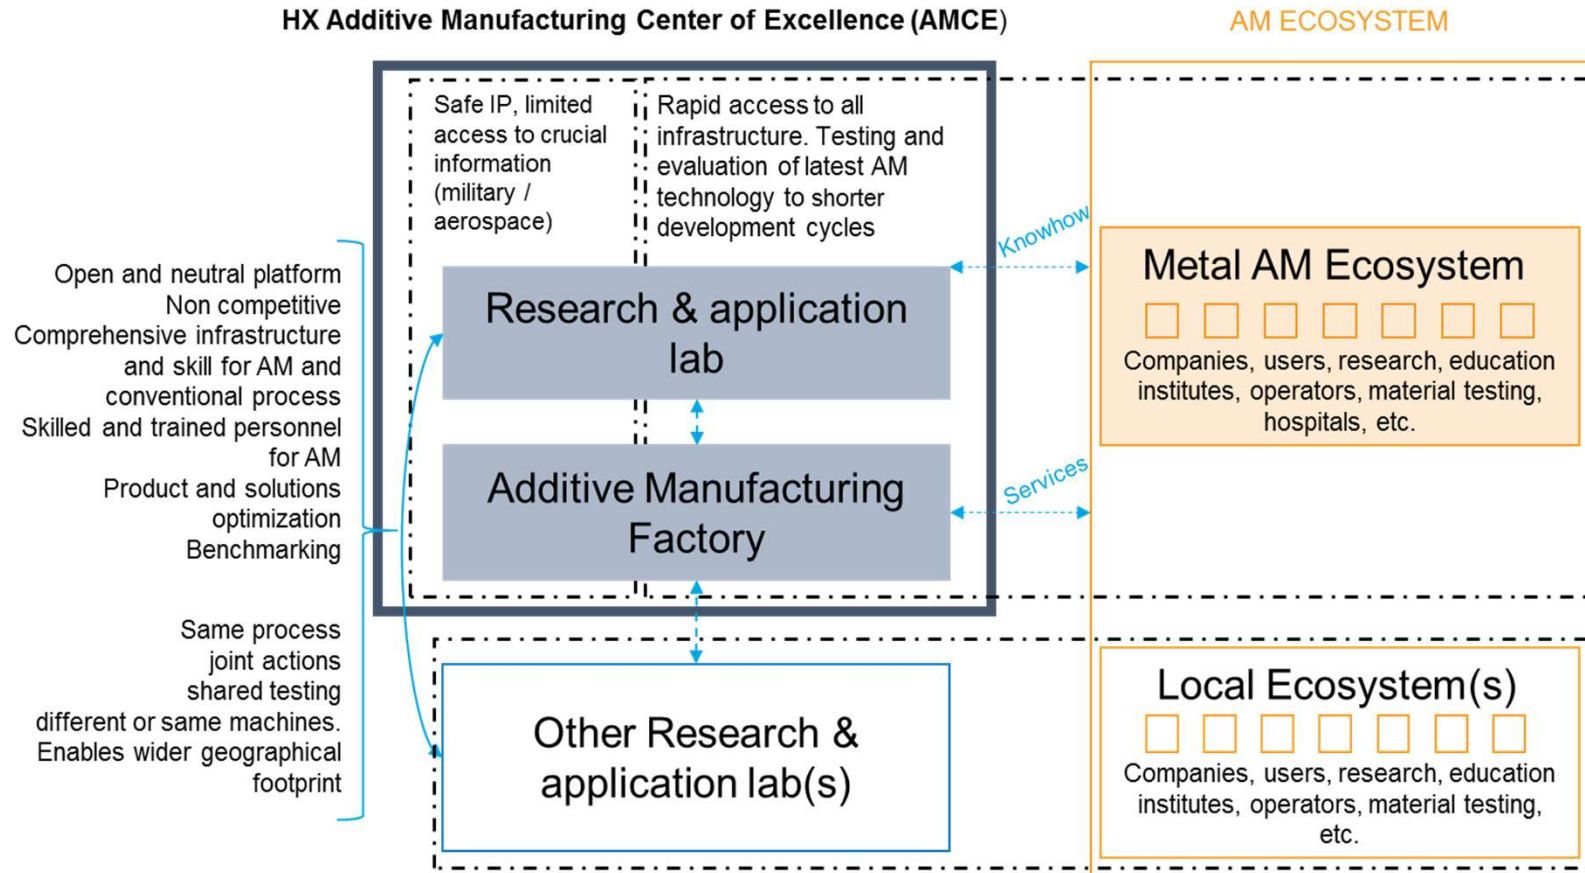 HX Additive Manufacturing Center of Excellence (AMCE)
AM ECOSYSTEM
Safe IP, limited
access to crucial
information
(military /
aerospace)
Rapid access to all
infrastructure. Testing and
evaluation of latest AM
technology to shorter
development cycles
Knowhow
Open and neutral platform
Non competitive
Comprehensive infrastructure
and skill for AM and
conventional process
Skilled and trained personnel
for AM
Product and solutions
optimization
Benchmarking
Same process
joint actions
shared testing
different or same machines.
Enables wider geographical
footprint
Research & application
lab
Additive Manufacturing
Factory
Services
Other Research &
application lab(s)
Metal AM Ecosystem
Companies, users, research, education
institutes, operators, material testing,
hospitals, etc.
Local Ecosystem(s)
Companies, users, research, education
institutes, operators, material testing,
etc.